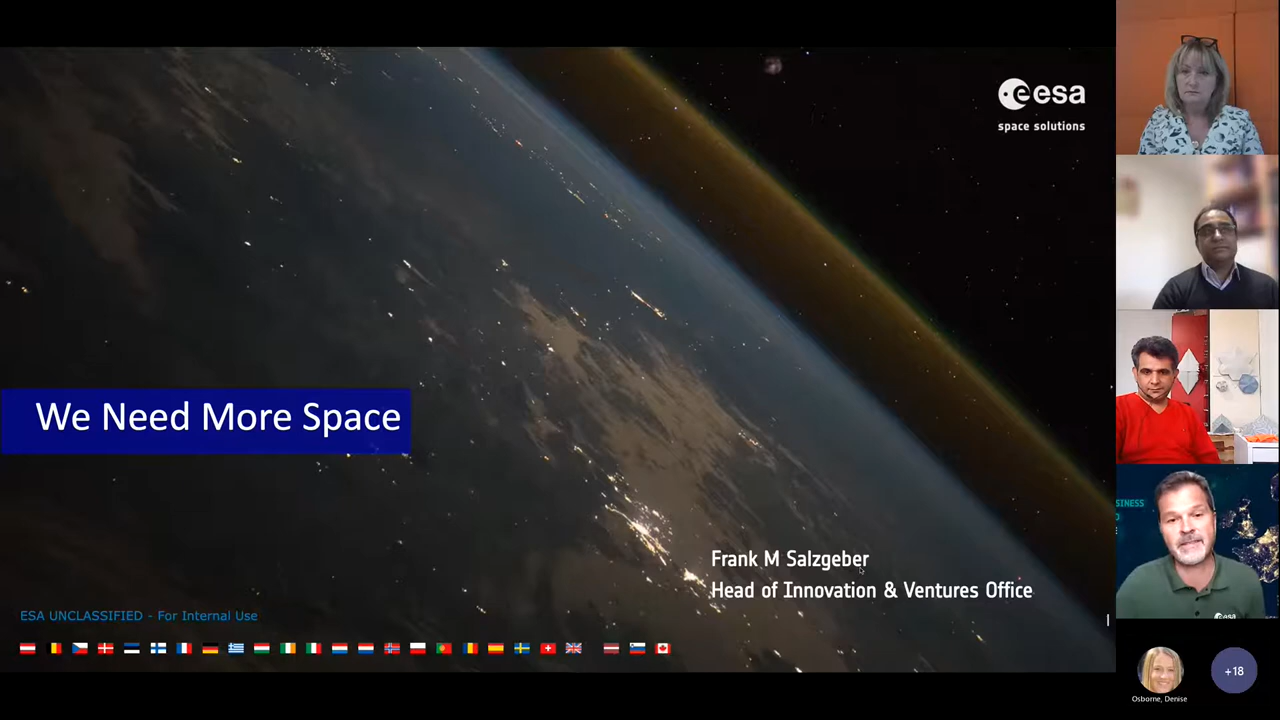 esa
space solutions
We Need More Space
Frank M Salzgeber
Head of Innovation & Ventures Office
ESA UNCLASSIFIED - For Internal Use
esa
Osborne, Denise
+18